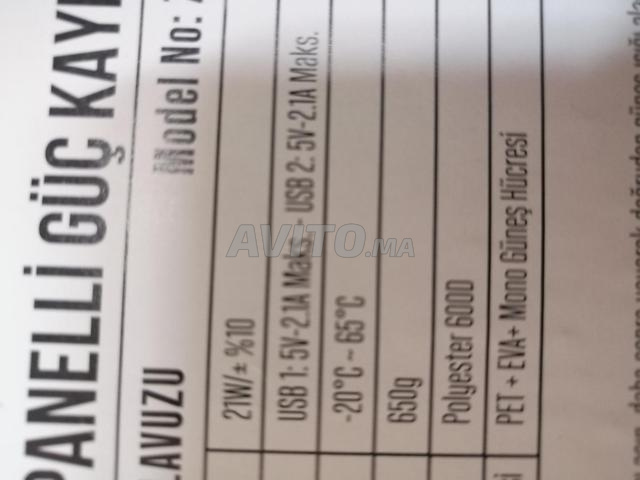 PANELLİ GÜÇ KAY
LAVUZU
Model No:
21W/± %10
USB 1: 5V-2.1A Maks. - USB 2: 5V-2.1A Maks.
-20°C ~ 65°C
650g
Polyester 600D
PET + EVA+ Mono Güneş Hücresi
si
AVITO.MA